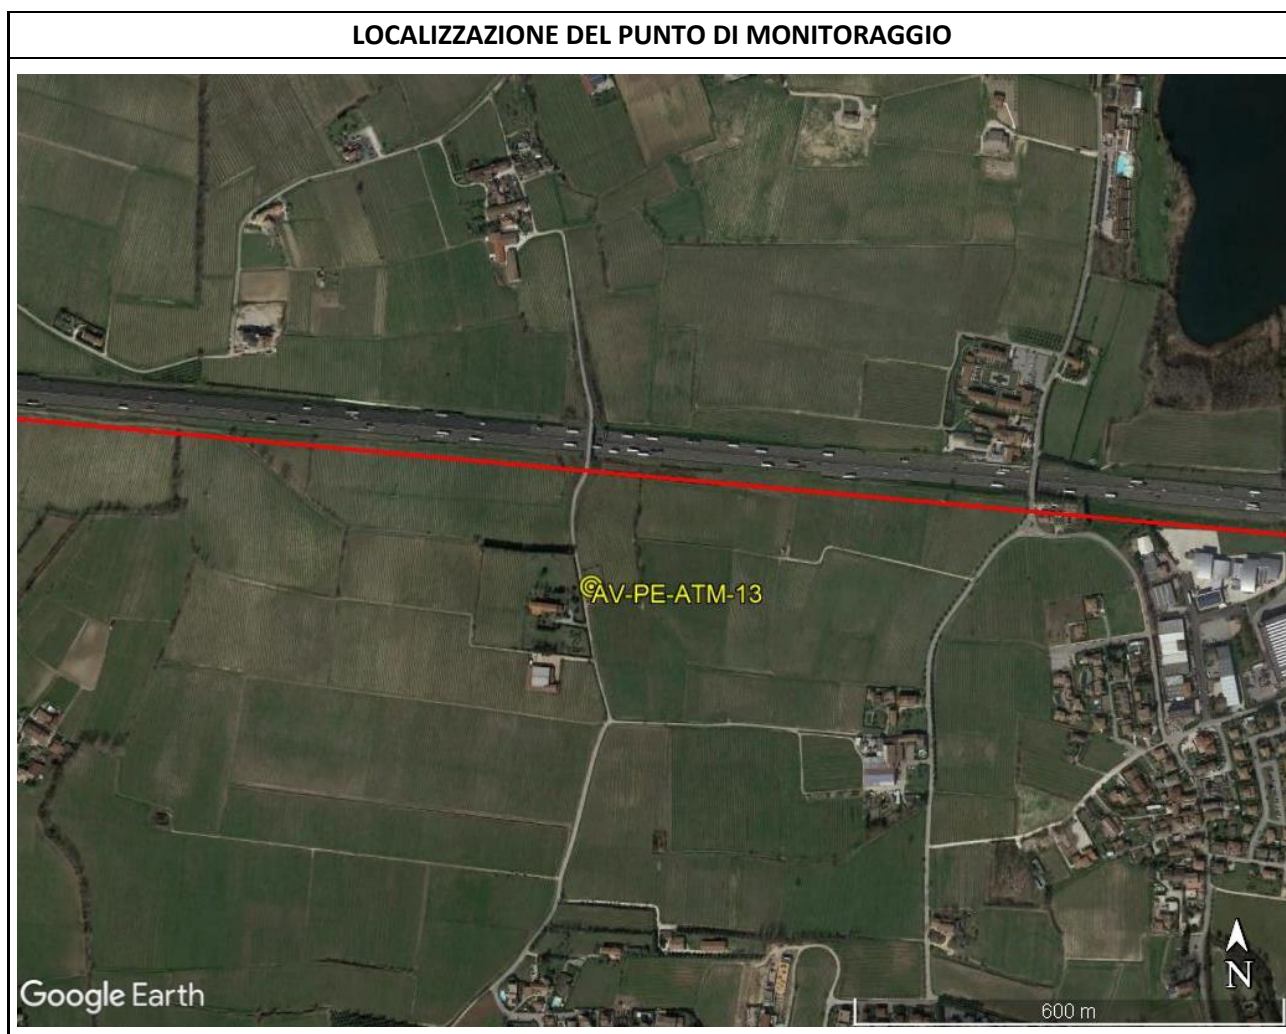 LOCALIZZAZIONE DEL PUNTO DI MONITORAGGIO
AV-PE-ATM-13
N
Google Earth
600 m